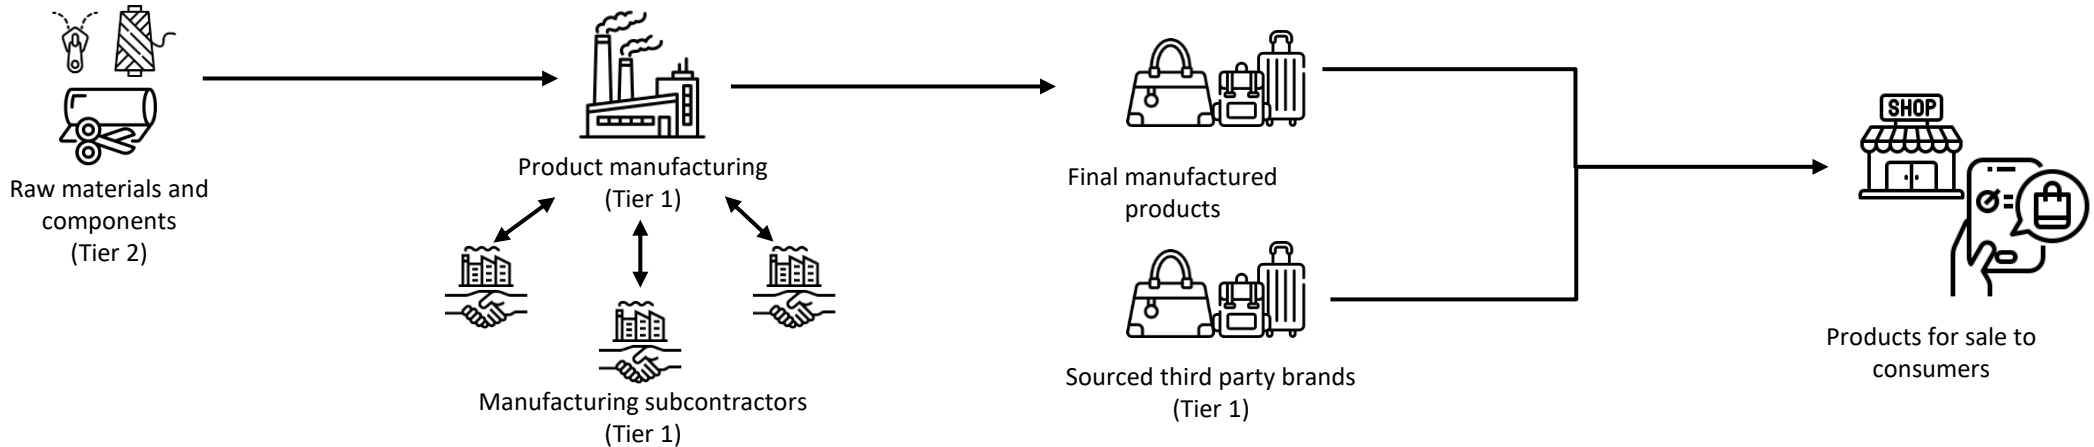 Raw materials and
components
(Tier 2)
Product manufacturing
(Tier 1)
Manufacturing subcontractors
(Tier 1)
Final manufactured
products
Sourced third party brands
(Tier 1)
SHOP
Products for sale to
consumers